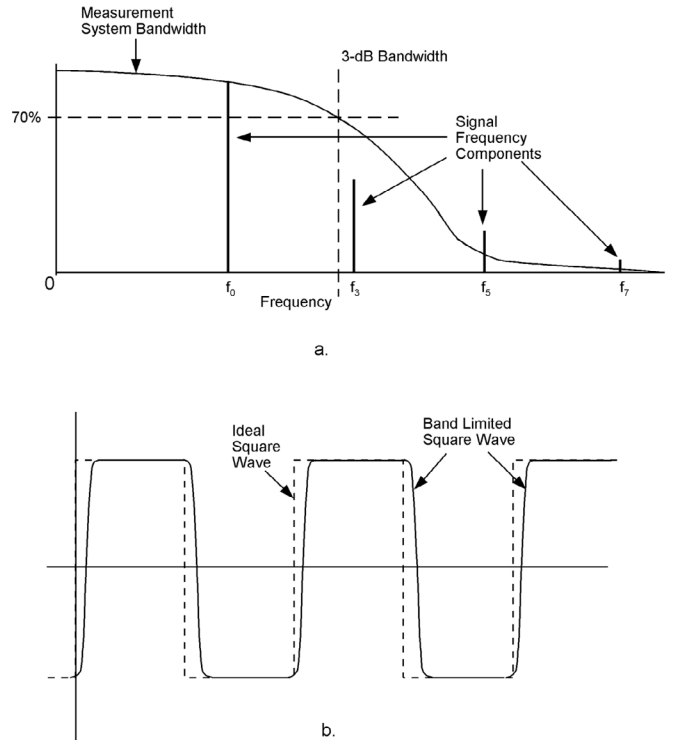 Measurement
System Bandwidth
3-dB Bandwidth
70%
Signal
Frequency
Components
0
f0
Frequency
f3
f5
f7
a.
Ideal
Square
Wave
Band Limited
Square Wave
b.